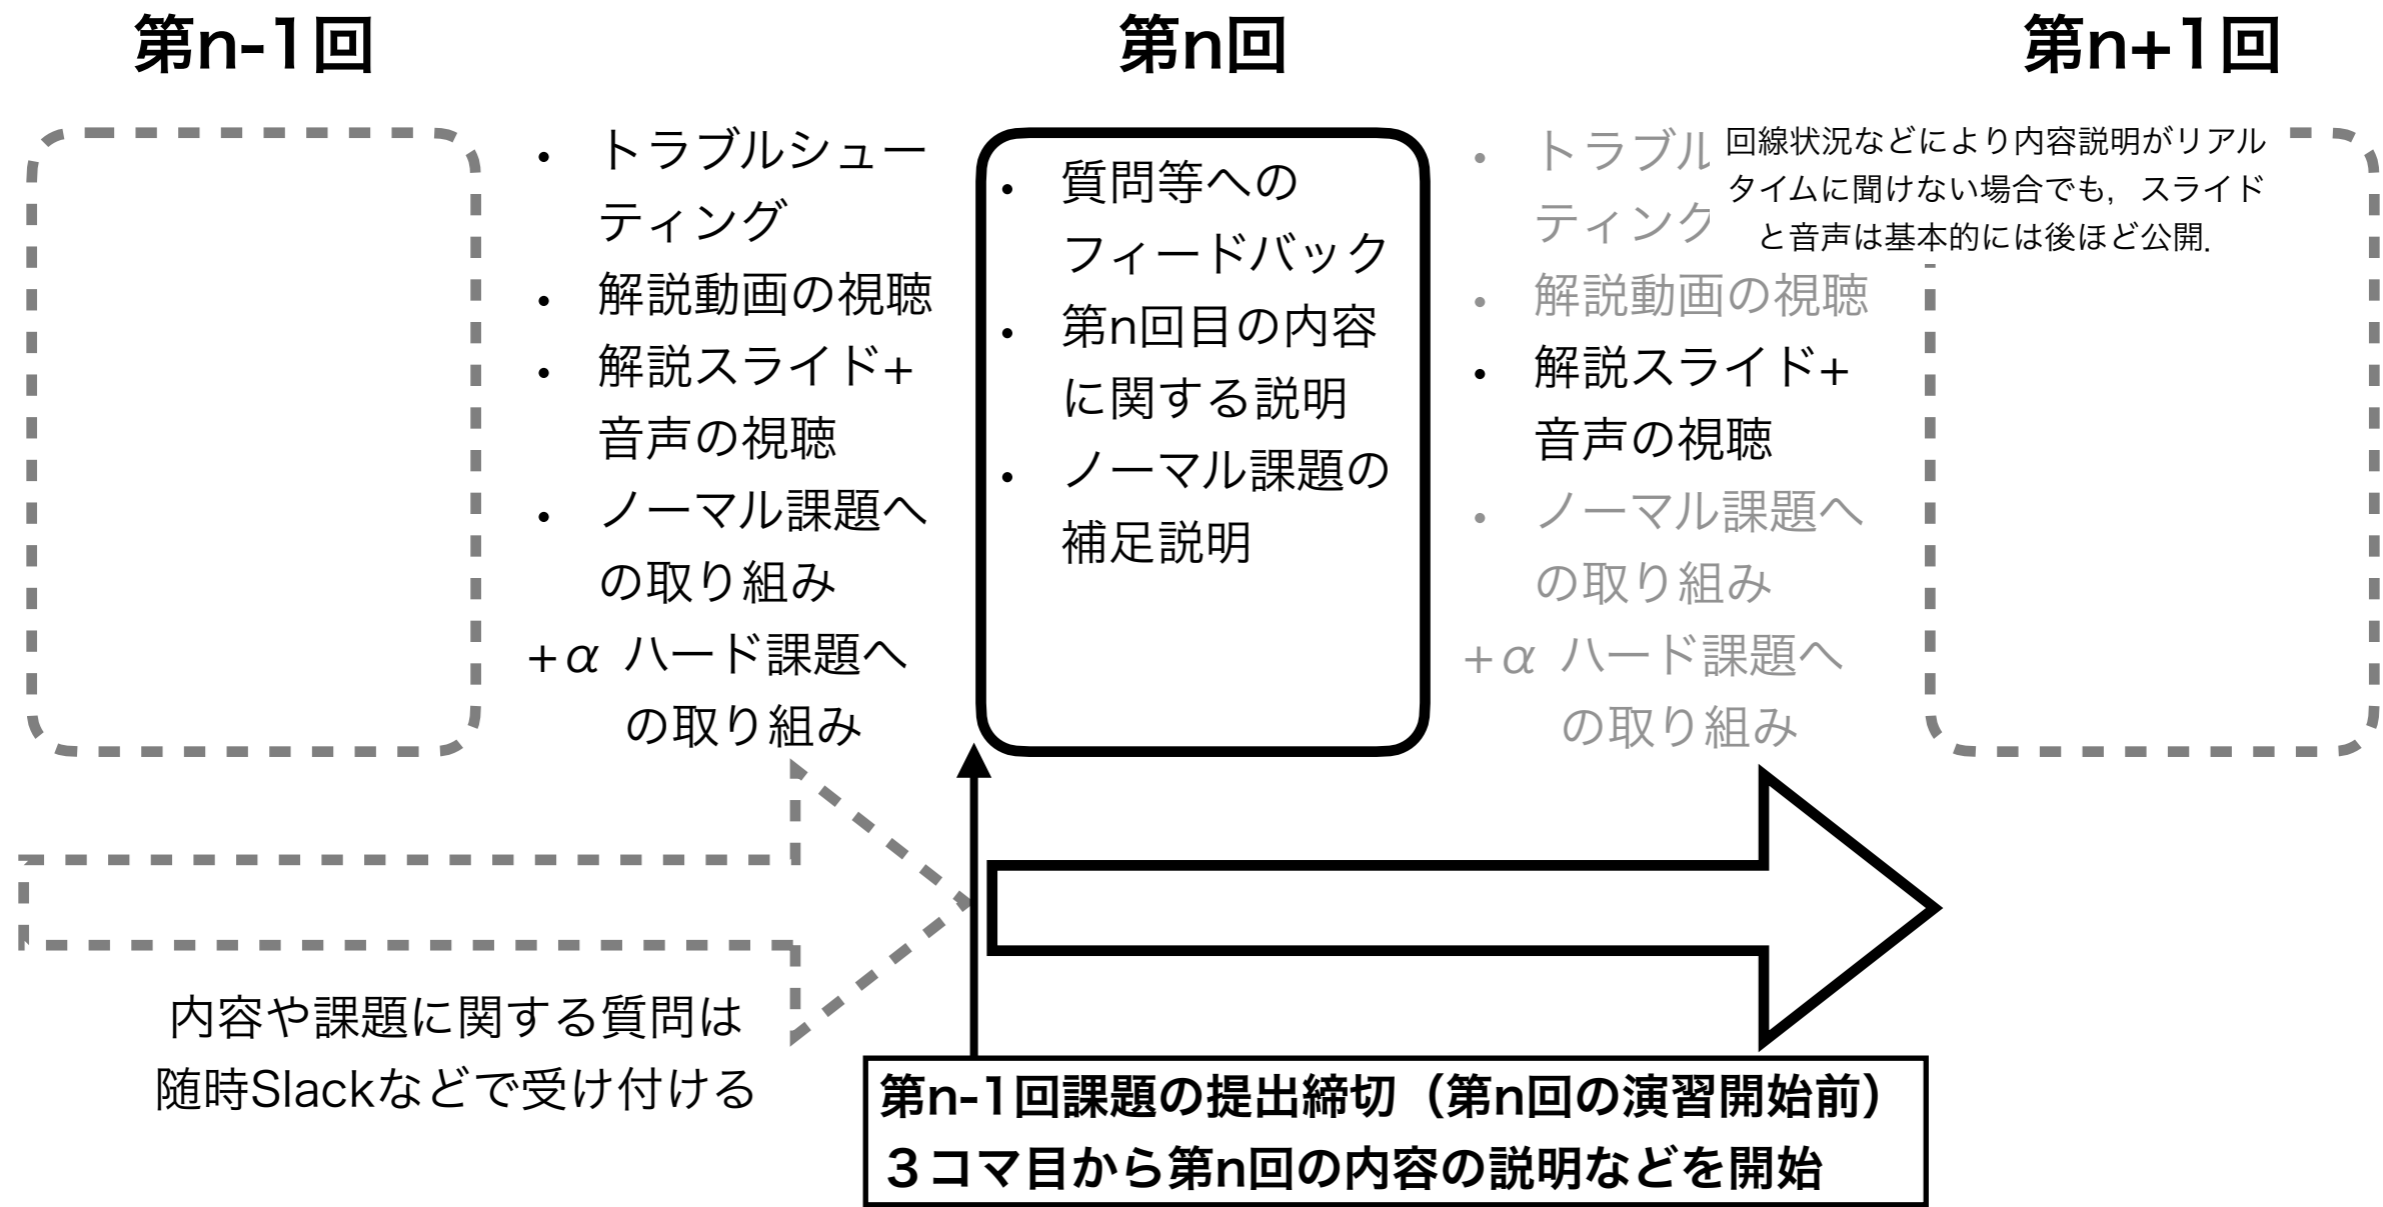 第n-1回
第n回
第n+1回
・ トラブルシュー
ティング
・ 解説動画の視聴
・ 解説スライド+
音声の視聴
・ ノーマル課題へ
の取り組み
+α ハード課題へ
の取り組み
・ 質問等への
フィードバック
・ 第n回目の内容
に関する説明
・ ノーマル課題の
補足説明
・ トラブル
ティング
・ 解説動画の視聴
・ 解説スライド+
音声の視聴
・ ノーマル課題へ
の取り組み
+α ハード課題へ
の取り組み
回線状況などにより内容説明がリアル
タイムに聞けない場合でも，スライド
と音声は基本的には後ほど公開．
内容や課題に関する質問は
随時Slackなどで受け付ける
第n-1回課題の提出締切（第n回の演習開始前）
３コマ目から第n回の内容の説明などを開始